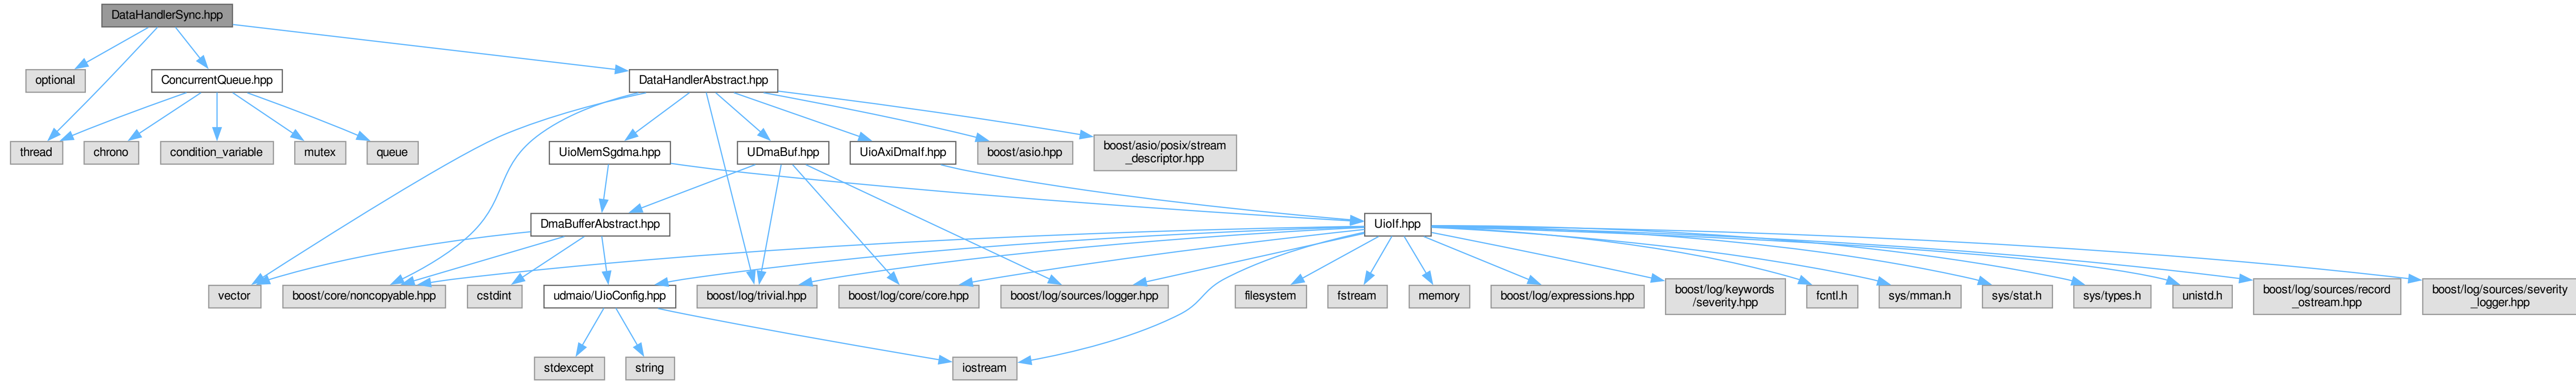 DataHandlerSync.hpp
optional
ConcurrentQueue.hpp
DataHandlerAbstract.hpp
thread
chrono
condition_variable
mutex
queue
UioMemSgdma.hpp
UDmaBuf.hpp
UioAxiDmaIf.hpp
boost/asio.hpp
boost/asio/posix/stream
_descriptor.hpp
DmaBufferAbstract.hpp
UioIf.hpp
vector
boost/core/noncopyable.hpp
cstdint
udmaio/UioConfig.hpp
boost/log/trivial.hpp
boost/log/core/core.hpp
boost/log/sources/logger.hpp
filesystem
fstream
memory
boost/log/expressions.hpp
boost/log/keywords
/severity.hpp
fcntl.h
sys/mman.h
sys/stat.h
sys/types.h
unistd.h
boost/log/sources/record
_ostream.hpp
boost/log/sources/severity
_logger.hpp
stdexcept
string
iostream